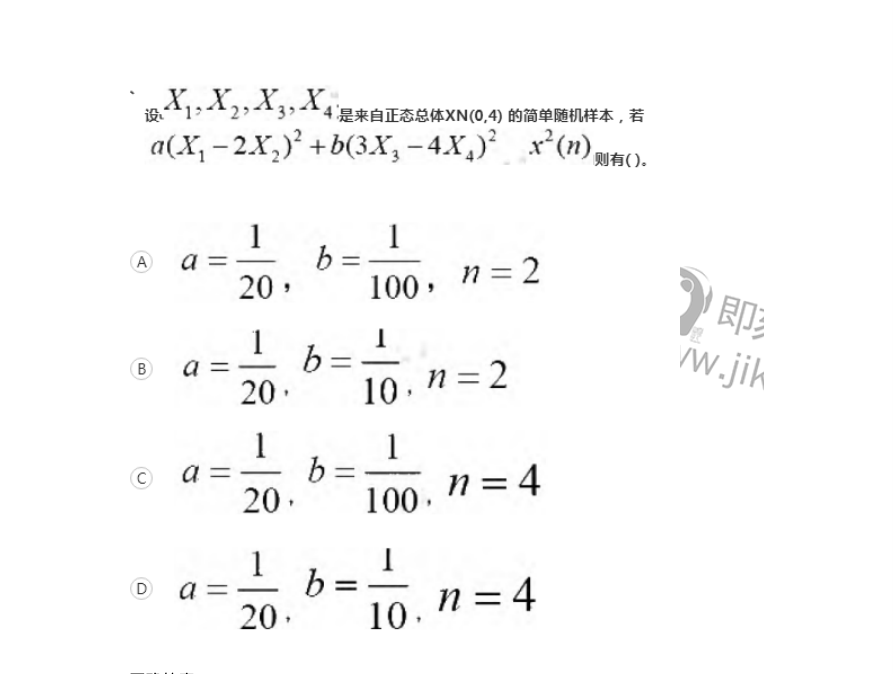 `
设X₁, X₂, X₃, X₄是来自正态总体XN(0,4) 的简单随机样本，若
a(X₁ − 2X₂)² + b(3X₃ − 4X₄)² x²(n) 则有( )。
A a = 1/20， b = 1/100， n = 2
B a = 1/20， b = 1/10， n = 2
C a = 1/20， b = 1/100， n = 4
D a = 1/20， b = 1/10， n = 4
即
w.jik